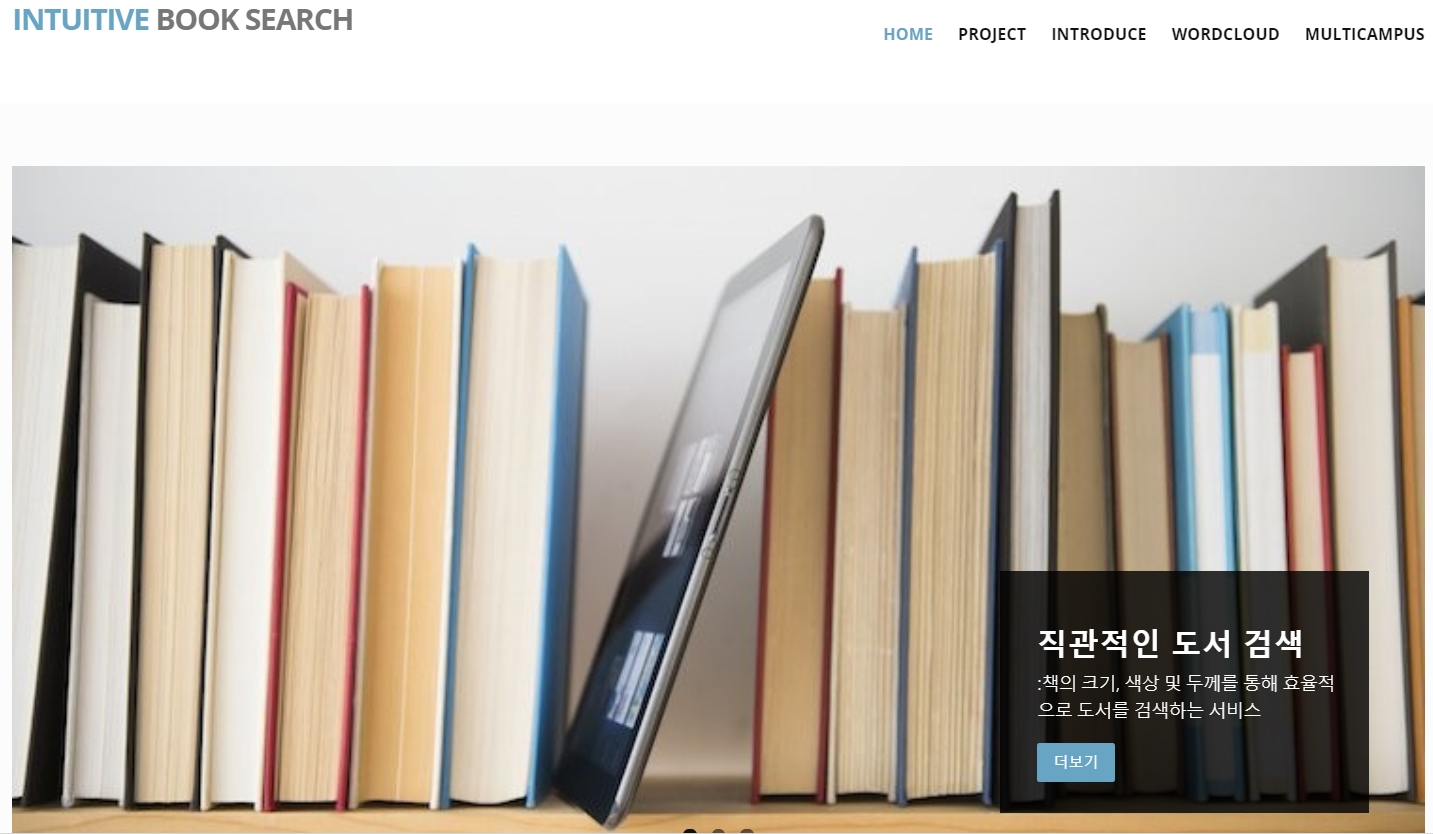 INTUITIVE BOOK SEARCH
HOME PROJECT INTRODUCE WORDCLOUD MULTICAMPUS
직관적인 도서 검색
:책의 크기, 색상 및 두께를 통해 효율적
으로 도서를 검색하는 서비스
더보기